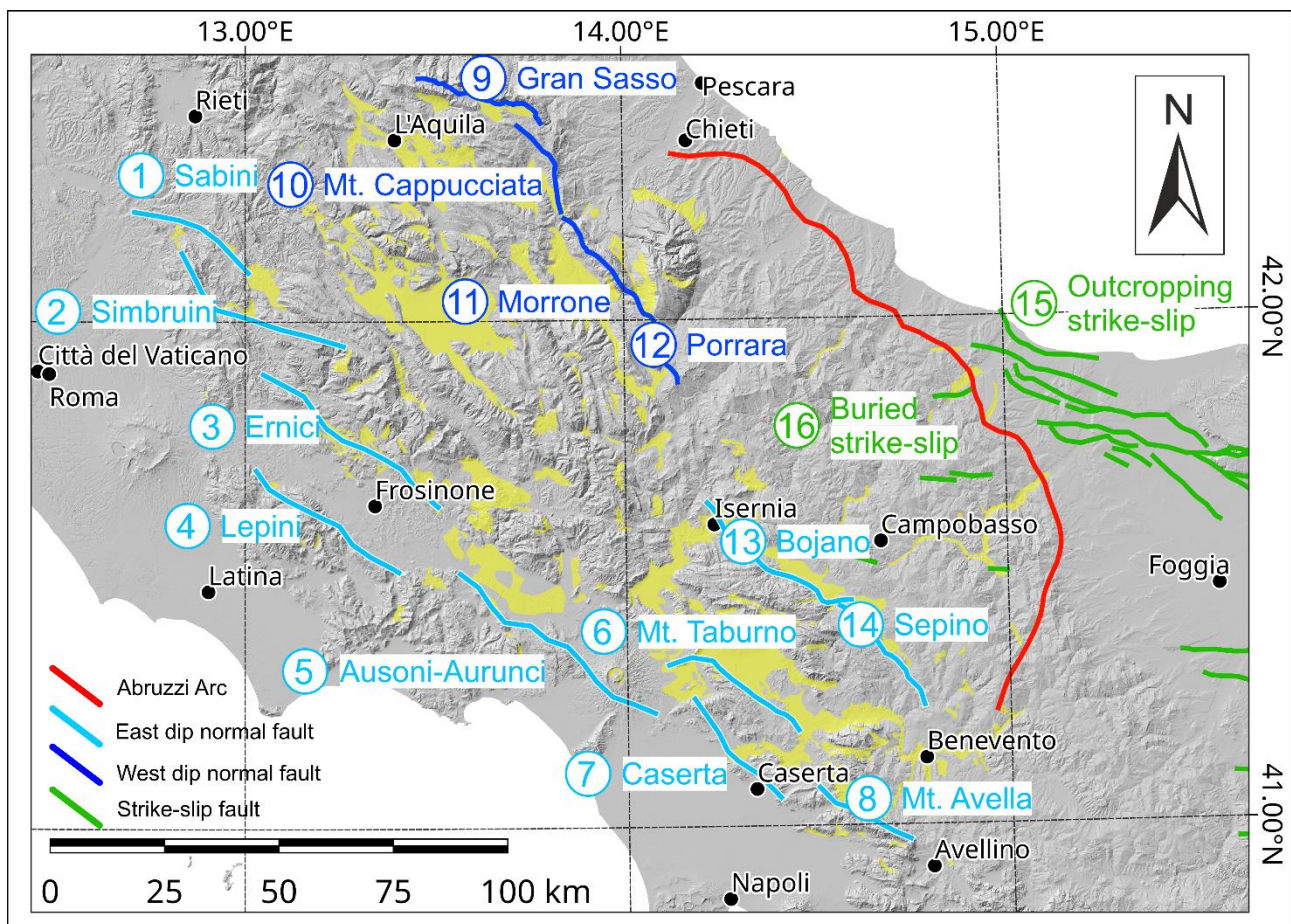 13.00°E
14.00°E
15.00°E
9 Gran Sasso
Pescara
Rieti
L'Aquila
Chieti
N
1 Sabini
10 Mt. Cappucciata
2 Simbruini
11 Morrone
12 Porrara
15 Outcropping
strike-slip
42.00°N
Città del Vaticano
Roma
3 Ernici
16 Buried
strike-slip
Frosinone
4 Lepini
Isernia
13 Bojano
Campobasso
Foggia
Latina
6 Mt. Taburno
14 Sepino
5 Ausoni-Aurunci
Abruzzi Arc
East dip normal fault
West dip normal fault
Strike-slip fault
Benevento
7 Caserta
Caserta
8 Mt. Avella
41.00°N
Avellino
0 25 50 75 100 km
Napoli